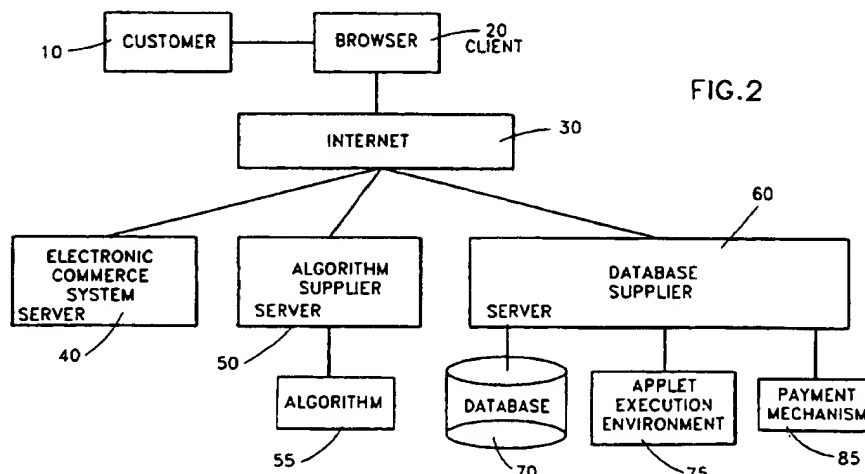 10
CUSTOMER
BROWSER
20
CLIENT
FIG.2
INTERNET
30
60
ELECTRONIC
COMMERCE
SYSTEM
SERVER
40
ALGORITHM
SUPPLIER
SERVER
50
DATABASE
SUPPLIER
SERVER
ALGORITHM
55
DATABASE
70
APPLET
EXECUTION
ENVIRONMENT
75
PAYMENT
MECHANISM
85